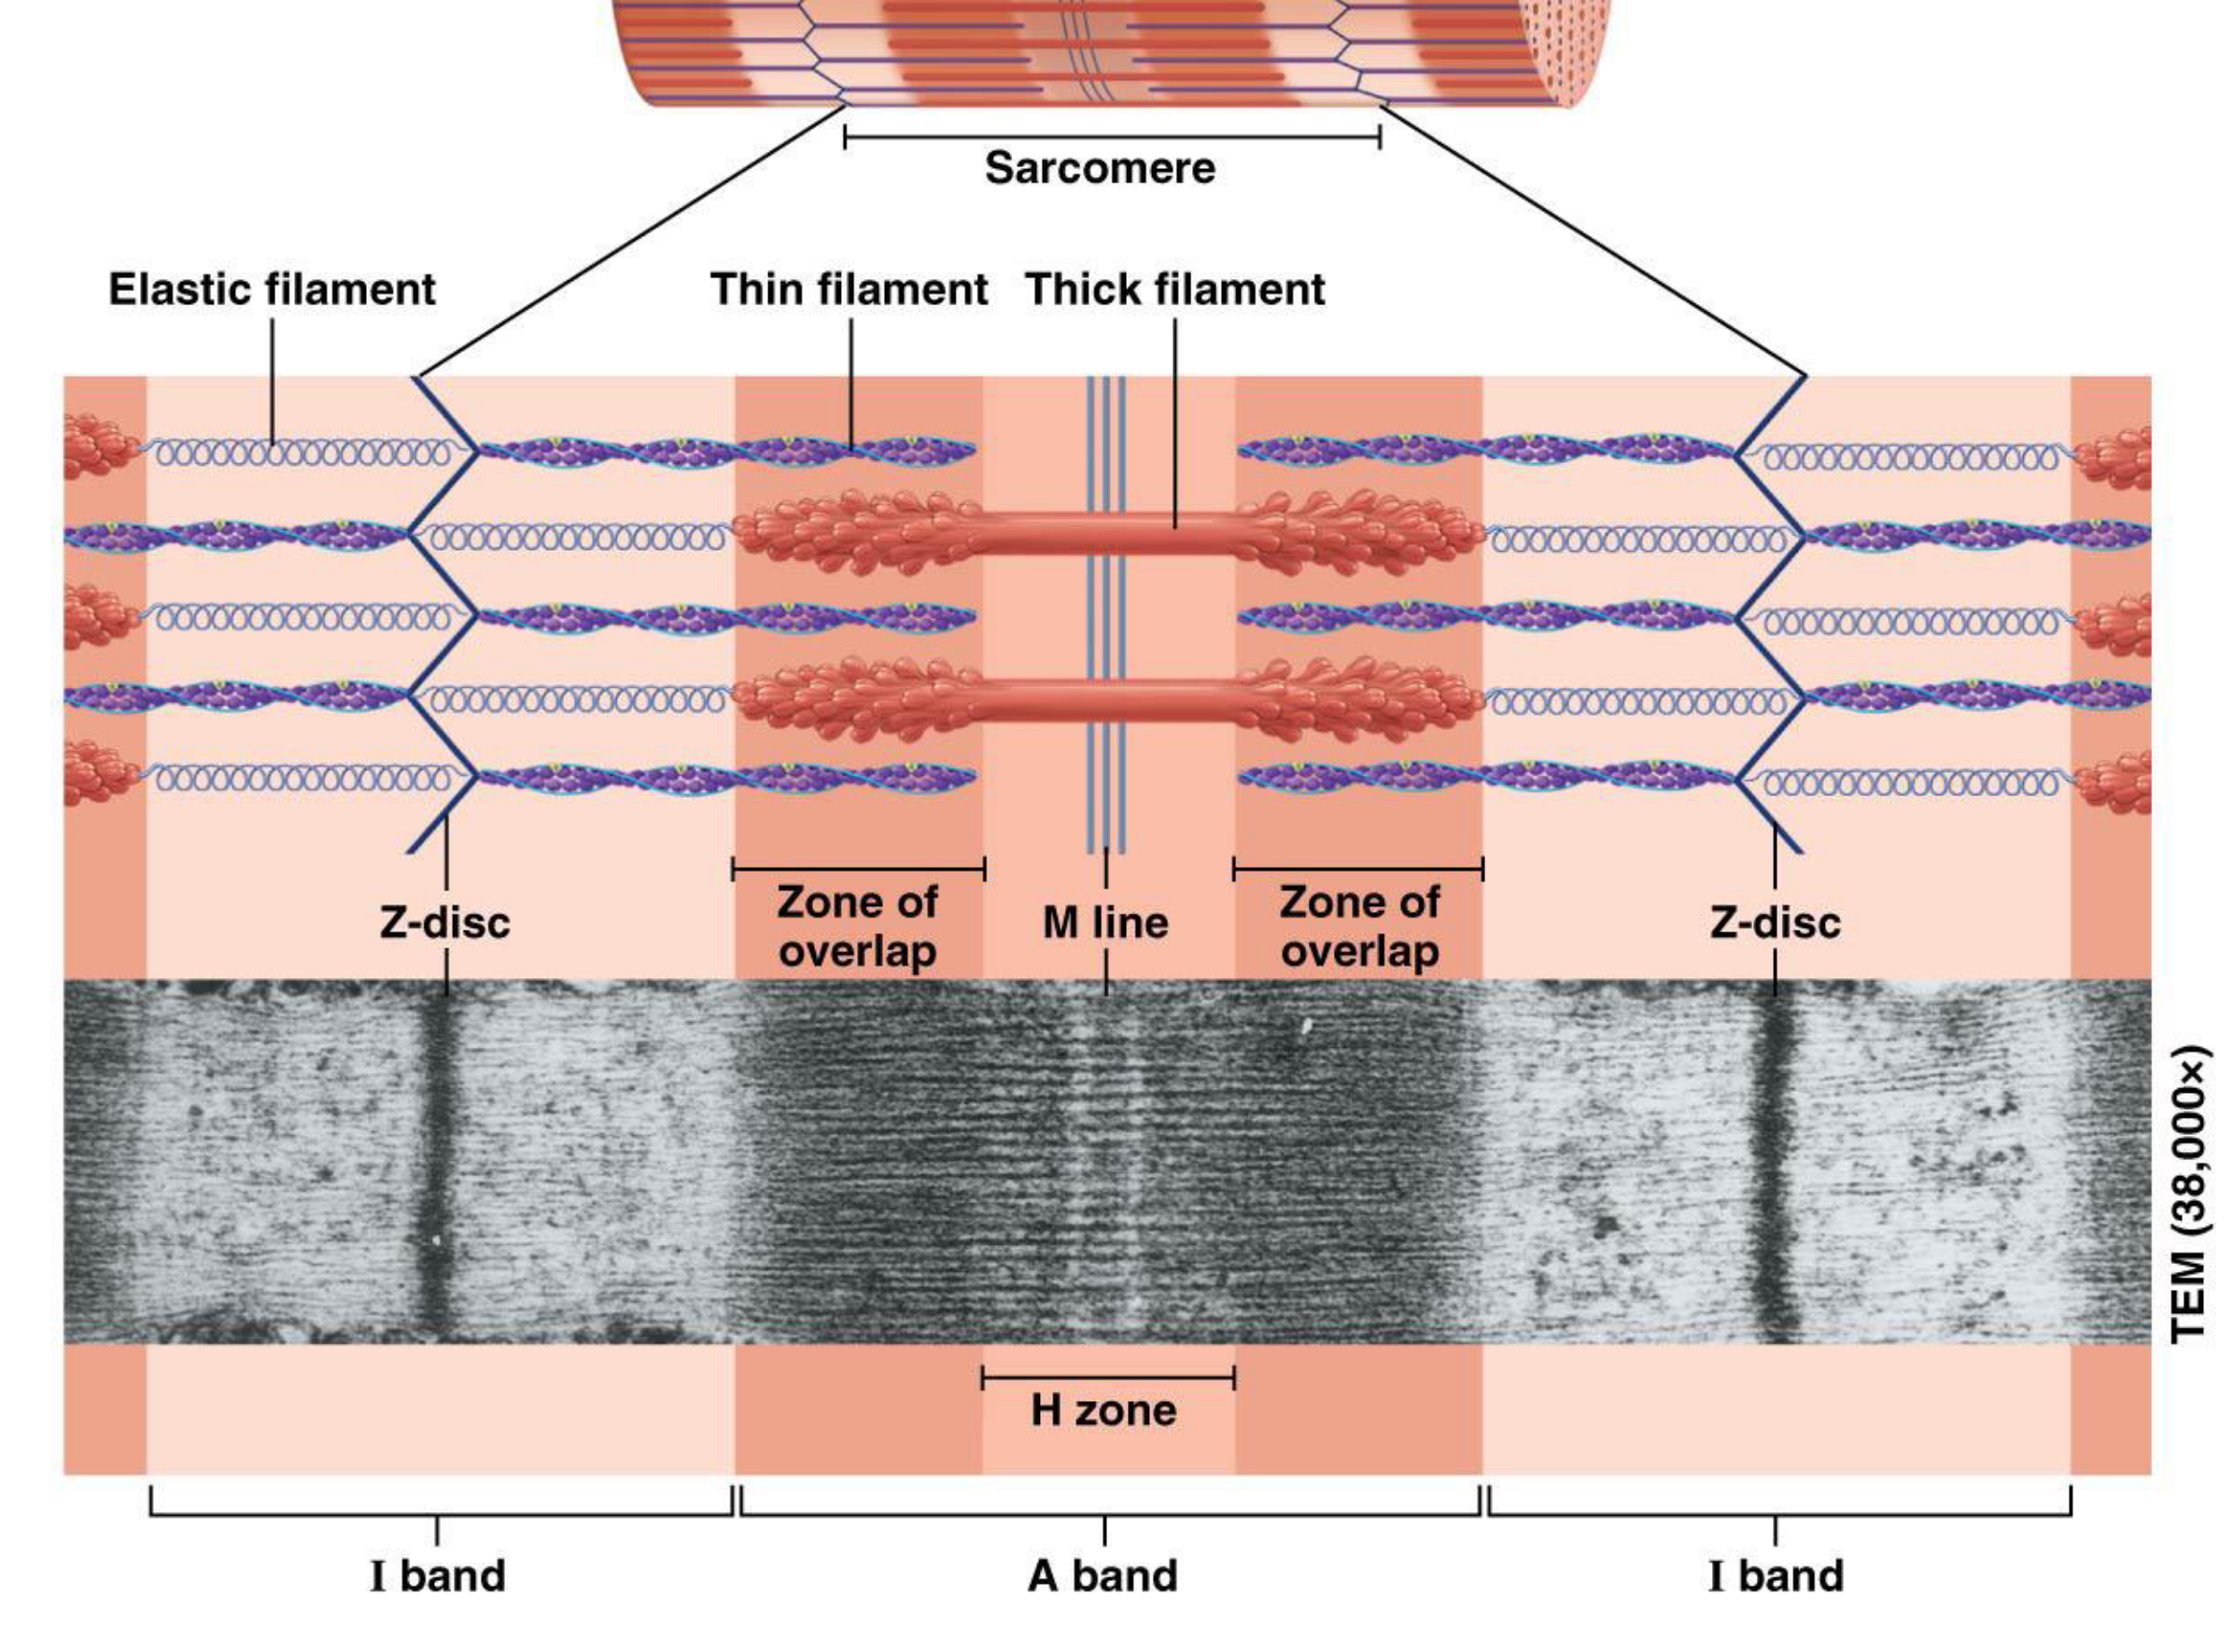 Sarcomere
Elastic filament
Thin filament
Thick filament
Z-disc
Zone of
overlap
M line
Zone of
overlap
Z-disc
TEM (38,000×)
H zone
I band
A band
I band